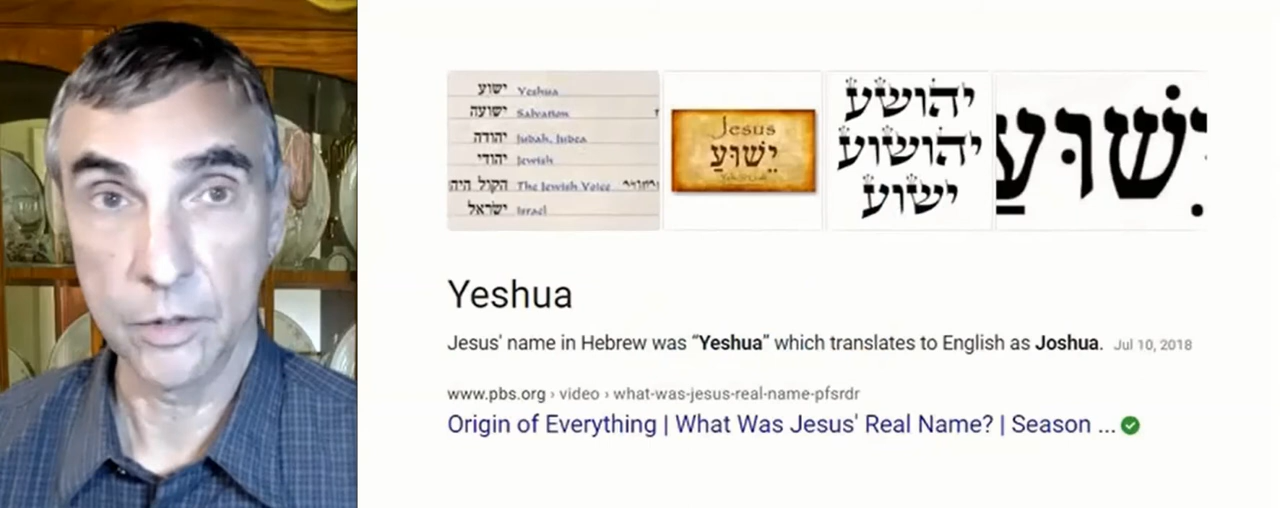 ישוע Yeshua
ישועה Salvation
יהודה Judah, Judea
יהודי Jewish
הקול היה The Jewish Voice
ישראל Israel
Jesus
יֵשׁוּעַ
יהושע
יהושוע
ישוע
יֵשׁוּעַ
Yeshua
Jesus' name in Hebrew was “Yeshua” which translates to English as Joshua. Jul 10, 2018
www.pbs.org › video › what-was-jesus-real-name-pfsrdr
Origin of Everything | What Was Jesus' Real Name? | Season ...